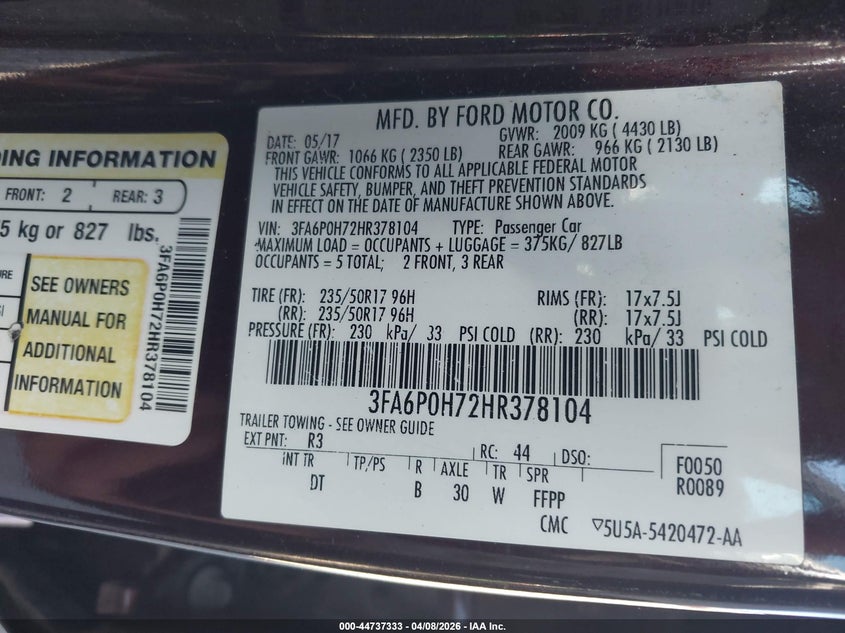 DING INFORMATION
FRONT: 2 REAR: 3
5 kg or 827 lbs.
SEE OWNERS
MANUAL FOR
ADDITIONAL
INFORMATION
3FA6P0H72HR378104
MFD. BY FORD MOTOR CO.
DATE: 05/17 GVWR: 2009 KG ( 4430 LB)
FRONT GAWR: 1066 KG ( 2350 LB) REAR GAWR: 966 KG ( 2130 LB)
THIS VEHICLE CONFORMS TO ALL APPLICABLE FEDERAL MOTOR
VEHICLE SAFETY, BUMPER, AND THEFT PREVENTION STANDARDS
IN EFFECT ON THE DATE OF MANUFACTURE SHOWN ABOVE.
VIN: 3FA6P0H72HR378104 TYPE: Passenger Car
MAXIMUM LOAD = OCCUPANTS + LUGGAGE = 375KG/ 827LB
OCCUPANTS = 5 TOTAL; 2 FRONT, 3 REAR
TIRE (FR): 235/50R17 96H RIMS (FR): 17x7.5J
(RR): 235/50R17 96H (RR): 17x7.5J
PRESSURE (FR): 230 kPa/ 33 PSI COLD (RR): 230 kPa/ 33 PSI COLD
3FA6P0H72HR378104
TRAILER TOWING - SEE OWNER GUIDE
EXT PNT: R3 RC: 44 DSO: F0050
R0089
INT TR TP/PS R AXLE TR SPR
DT B 30 W FFPP
CMC ▽5U5A-5420472-AA
000-44737333 - 04/08/2026 - IAA Inc.